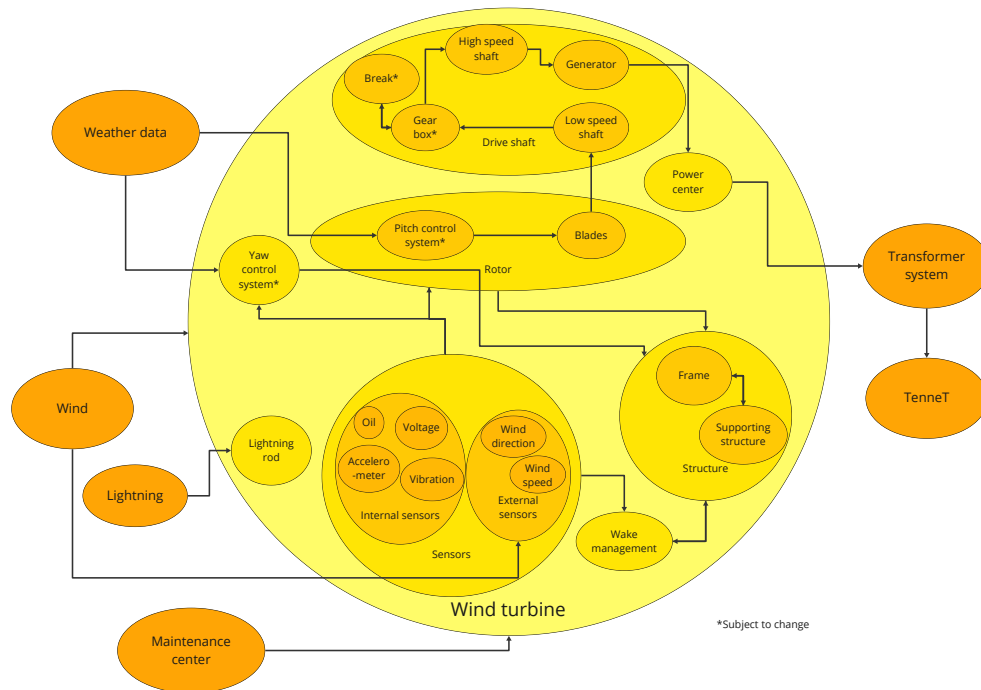 High speed
shaft
Generator
Break*
Gear
box*
Low speed
shaft
Drive shaft
Weather data
Power
center
Pitch control
system*
Blades
Rotor
Yaw
control
system*
Transformer
system
Wind
Frame
Supporting
structure
Structure
TenneT
Oil
Voltage
Accelero
-meter
Vibration
Internal sensors
Wind
direction
Wind
speed
External
sensors
Sensors
Lightning
rod
Lightning
Wake
management
Wind turbine
*Subject to change
Maintenance
center